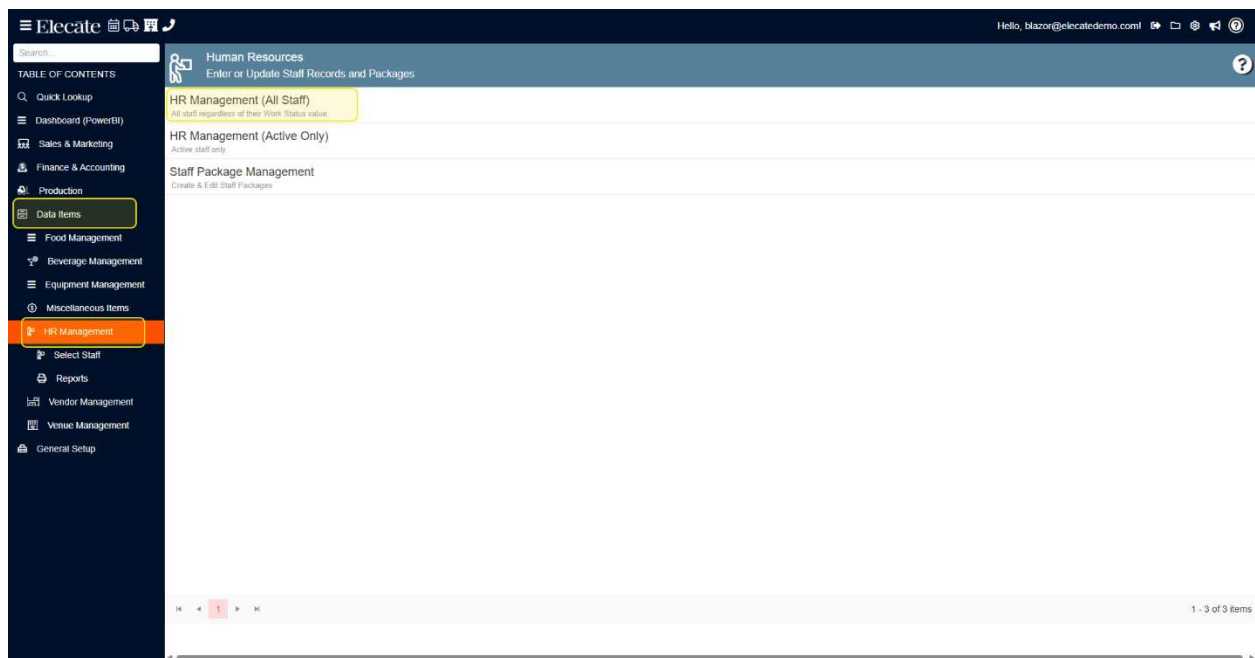 Elecāte
Hello, blazor@elecatedemo.com!
Search...
TABLE OF CONTENTS
Quick Lookup
Dashboard (PowerBI)
Sales & Marketing
Finance & Accounting
Production
Data Items
Food Management
Beverage Management
Equipment Management
Miscellaneous Items
HR Management
Select Staff
Reports
Vendor Management
Venue Management
General Setup
Human Resources
Enter or Update Staff Records and Packages
HR Management (All Staff)
All staff regardless of their Work Status value.
HR Management (Active Only)
Active staff only.
Staff Package Management
Create & Edit Staff Packages
1
1 - 3 of 3 items